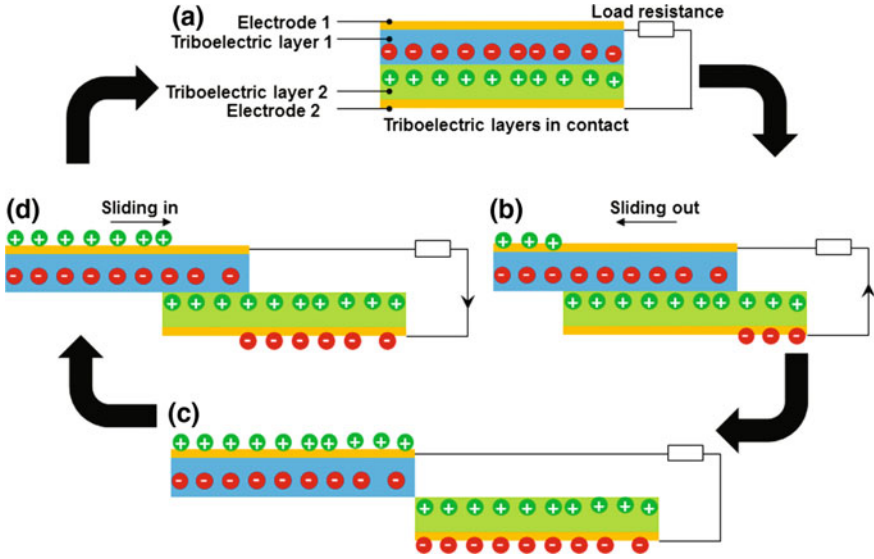 (a)
Electrode 1
Load resistance
Triboelectric layer 1
Triboelectric layer 2
Electrode 2
Triboelectric layers in contact
(d)
Sliding in
(b)
Sliding out
(c)